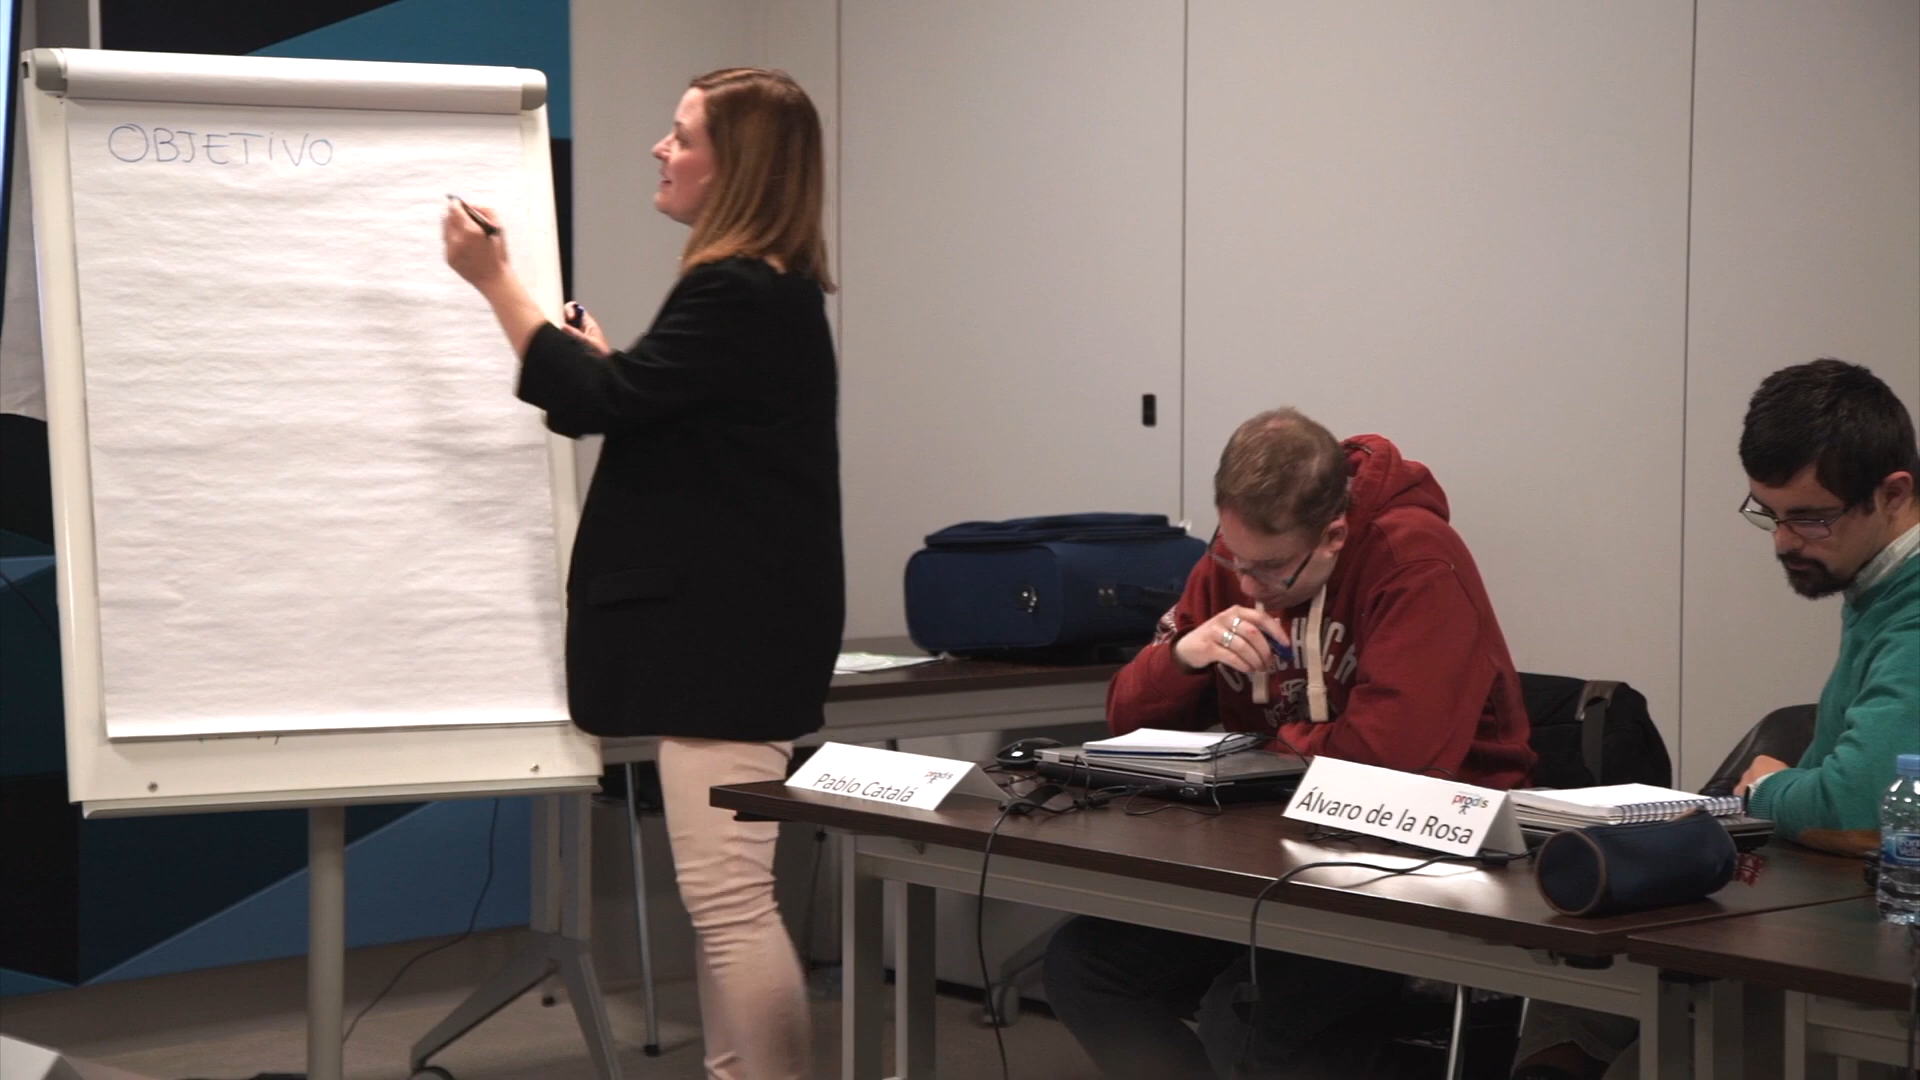 OBJETIVO
Pablo Catalá
prodis
Álvaro de la Rosa
prodis